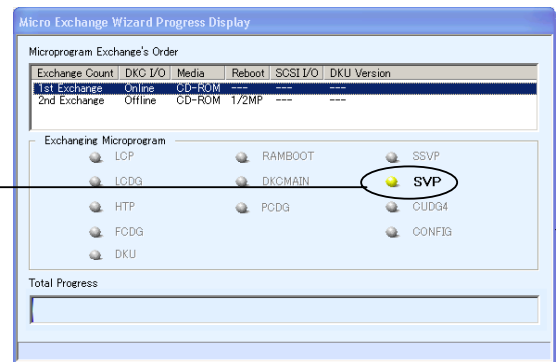 Micro Exchange Wizard Progress Display
Microprogram Exchange's Order
Exchange Count DKC I/O Media Reboot SCSI I/O DKU Version
1st Exchange Online CD-ROM --- ---
2nd Exchange Offline CD-ROM 1/2MP ---
Exchanging Microprogram
LCP RAMBOOT SSVP
LCDG DKCMAIN SVP
HTP PCDG CUDG4
FCDG CONFIG
DKU
Total Progress